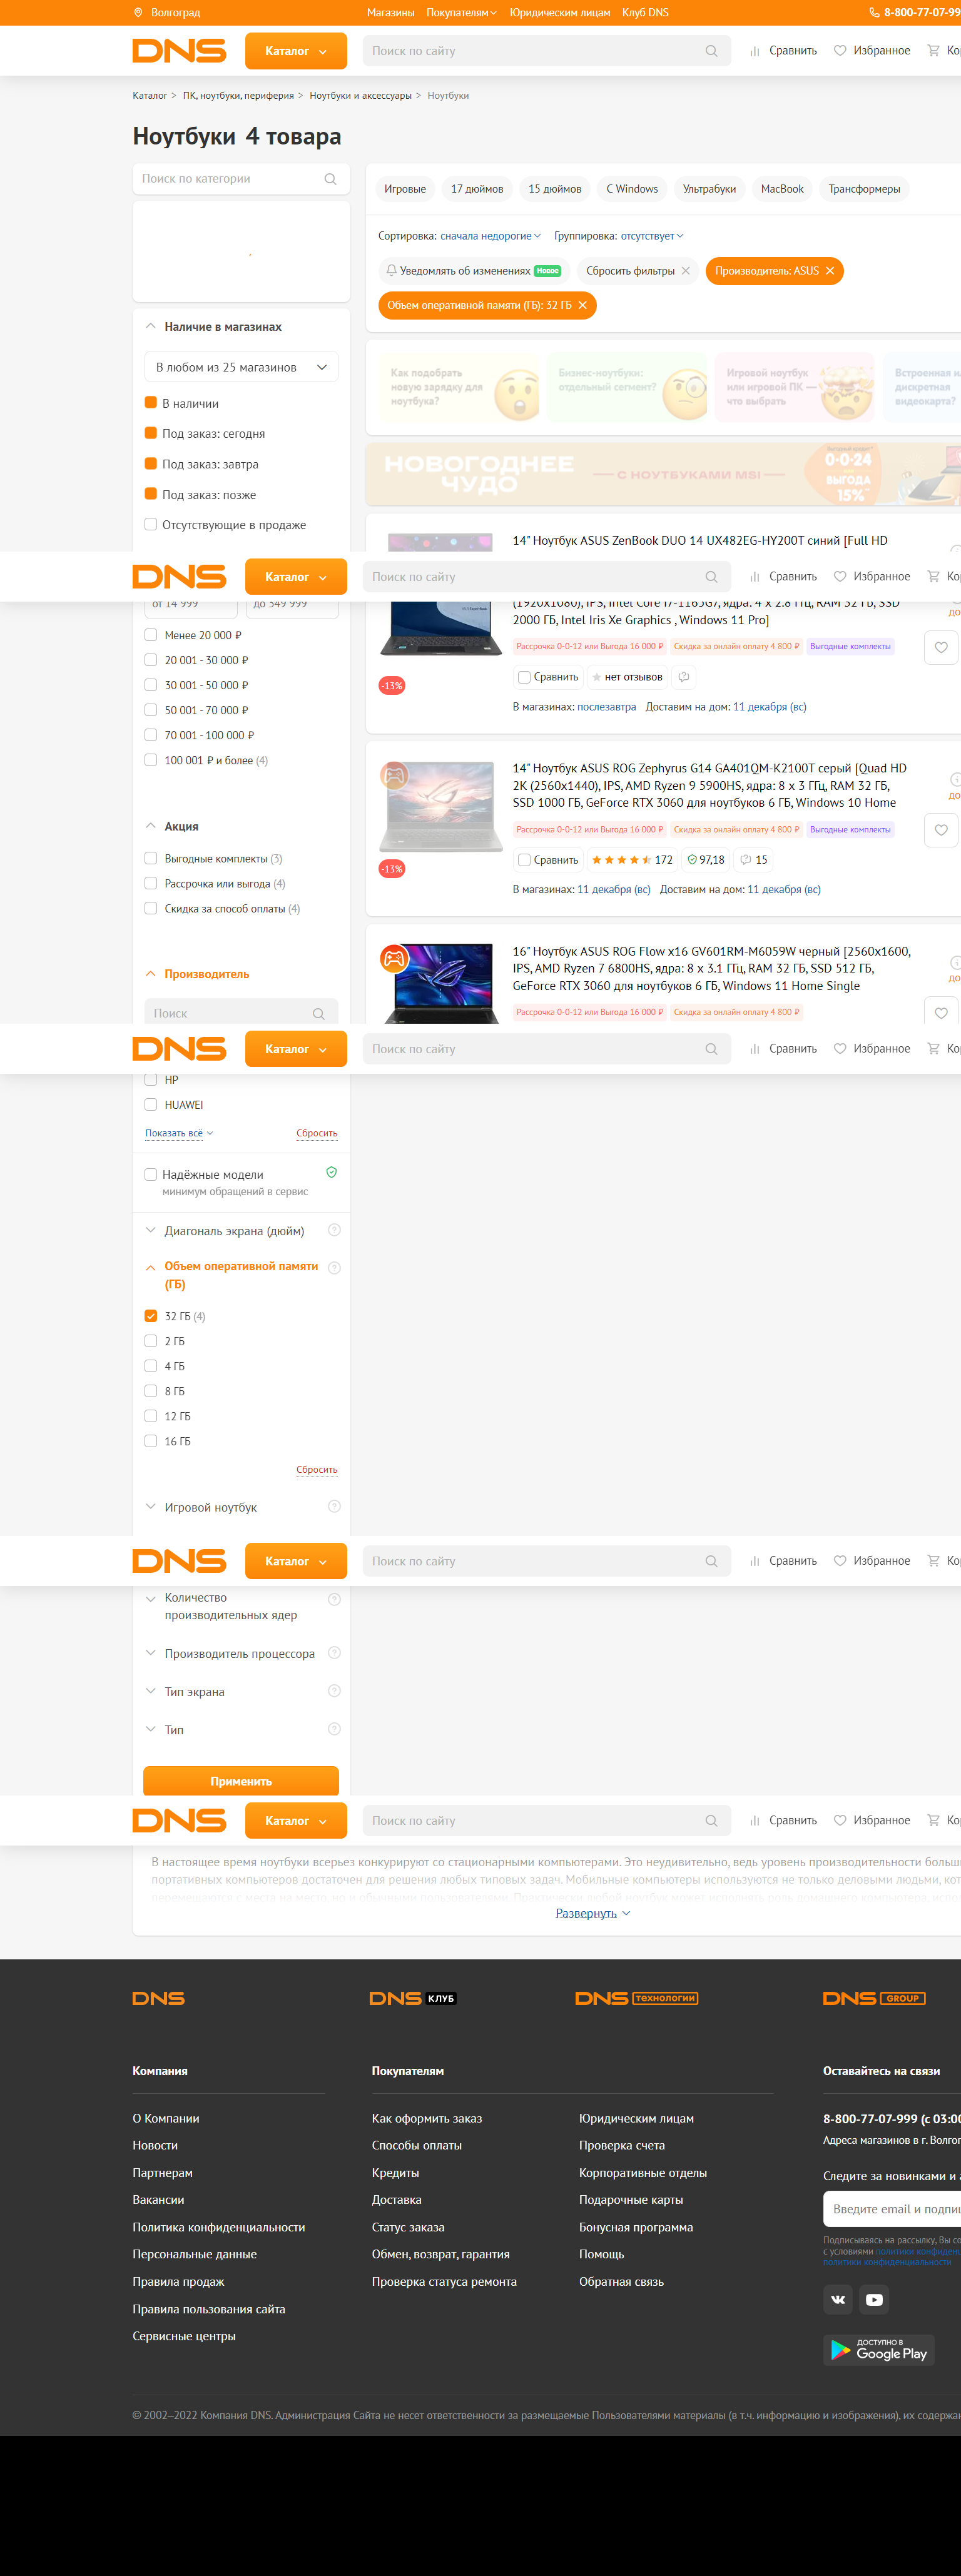 Волгоград
Магазины Покупателям Юридическим лицам Клуб DNS
8-800-77-07-99
DNS Каталог Поиск по сайту Сравнить Избранное Ко
Каталог > ПК, ноутбуки, периферия > Ноутбуки и аксессуары > Ноутбуки
Ноутбуки 4 товара
Поиск по категории
Игровые 17 дюймов 15 дюймов С Windows Ультрабуки MacBook Трансформеры
Сортировка: сначала недорогие Группировка: отсутствует
Уведомлять об изменениях Новое Сбросить фильтры Производитель: ASUS
Объем оперативной памяти (ГБ): 32 ГБ
Наличие в магазинах
В любом из 25 магазинов
В наличии
Под заказ: сегодня
Под заказ: завтра
Под заказ: позже
Отсутствующие в продаже
Как подобрать
новую зарядку для
ноутбука?
Бизнес-ноутбуки:
отдельный сегмент?
Игровой ноутбук
или игровой ПК —
что выбрать
Встроенная и
дискретная
видеокарта?
НОВОГОДНЕЕ
ЧУДО
С НОУТБУКАМИ MSI
0-0-24
ВЫГОДА
15%
14" Ноутбук ASUS ZenBook DUO 14 UX482EG-HY200T синий [Full HD
DNS Каталог Поиск по сайту Сравнить Избранное Ко
от 14 999 до 349 999
Менее 20 000 ₽
20 001 - 30 000 ₽
30 001 - 50 000 ₽
50 001 - 70 000 ₽
70 001 - 100 000 ₽
100 001 ₽ и более (4)
(1920x1080), IPS, Intel Core i7-1165G7, ядра: 4 х 2.8 ГГц, RAM 32 ГБ, SSD
2000 ГБ, Intel Iris Xe Graphics , Windows 11 Pro]
до
Рассрочка 0-0-12 или Выгода 16 000 ₽ Скидка за онлайн оплату 4 800 ₽ Выгодные комплекты
-13%
Сравнить нет отзывов
В магазинах: послезавтра Доставим на дом: 11 декабря (вс)
14" Ноутбук ASUS ROG Zephyrus G14 GA401QM-K2100T серый [Quad HD
2K (2560x1440), IPS, AMD Ryzen 9 5900HS, ядра: 8 х 3 ГГц, RAM 32 ГБ,
SSD 1000 ГБ, GeForce RTX 3060 для ноутбуков 6 ГБ, Windows 10 Home
до
Рассрочка 0-0-12 или Выгода 16 000 ₽ Скидка за онлайн оплату 4 800 ₽ Выгодные комплекты
-13%
Сравнить 172 97,18 15
В магазинах: 11 декабря (вс) Доставим на дом: 11 декабря (вс)
Акция
Выгодные комплекты (3)
Рассрочка или выгода (4)
Скидка за способ оплаты (4)
Производитель
Поиск
16" Ноутбук ASUS ROG Flow x16 GV601RM-M6059W черный [2560x1600,
IPS, AMD Ryzen 7 6800HS, ядра: 8 х 3.1 ГГц, RAM 32 ГБ, SSD 512 ГБ,
GeForce RTX 3060 для ноутбуков 6 ГБ, Windows 11 Home Single
до
Рассрочка 0-0-12 или Выгода 16 000 ₽ Скидка за онлайн оплату 4 800 ₽
DNS Каталог Поиск по сайту Сравнить Избранное Ко
HP
HUAWEI
Показать всё Сбросить
Надёжные модели
минимум обращений в сервис
Диагональ экрана (дюйм)
Объем оперативной памяти
(ГБ)
32 ГБ (4)
2 ГБ
4 ГБ
8 ГБ
12 ГБ
16 ГБ
Сбросить
Игровой ноутбук
DNS Каталог Поиск по сайту Сравнить Избранное Ко
Количество
производительных ядер
Производитель процессора
Тип экрана
Тип
Применить
DNS Каталог Поиск по сайту Сравнить Избранное Ко
В настоящее время ноутбуки всерьез конкурируют со стационарными компьютерами. Это неудивительно, ведь уровень производительности больши
портативных компьютеров достаточен для решения любых типовых задач. Мобильные компьютеры используются не только деловыми людьми, кот
Развернуть
DNS DNS КЛУБ DNS технологии DNS GROUP
Компания
О Компании
Новости
Партнерам
Вакансии
Политика конфиденциальности
Персональные данные
Правила продаж
Правила пользования сайта
Сервисные центры
Покупателям
Как оформить заказ
Способы оплаты
Кредиты
Доставка
Статус заказа
Обмен, возврат, гарантия
Проверка статуса ремонта
Юридическим лицам
Проверка счета
Корпоративные отделы
Подарочные карты
Бонусная программа
Помощь
Обратная связь
Оставайтесь на связи
8-800-77-07-999 (с 03:00
Адреса магазинов в г. Волгог
Следите за новинками и а
Введите email и подпиш
Подписываясь на рассылку, Вы со
с условиями политики конфиденц
политики конфиденциальности
ДОСТУПНО В
Google Play
© 2002–2022 Компания DNS. Администрация Сайта не несет ответственности за размещаемые Пользователями материалы (в т.ч. информацию и изображения), их содержан